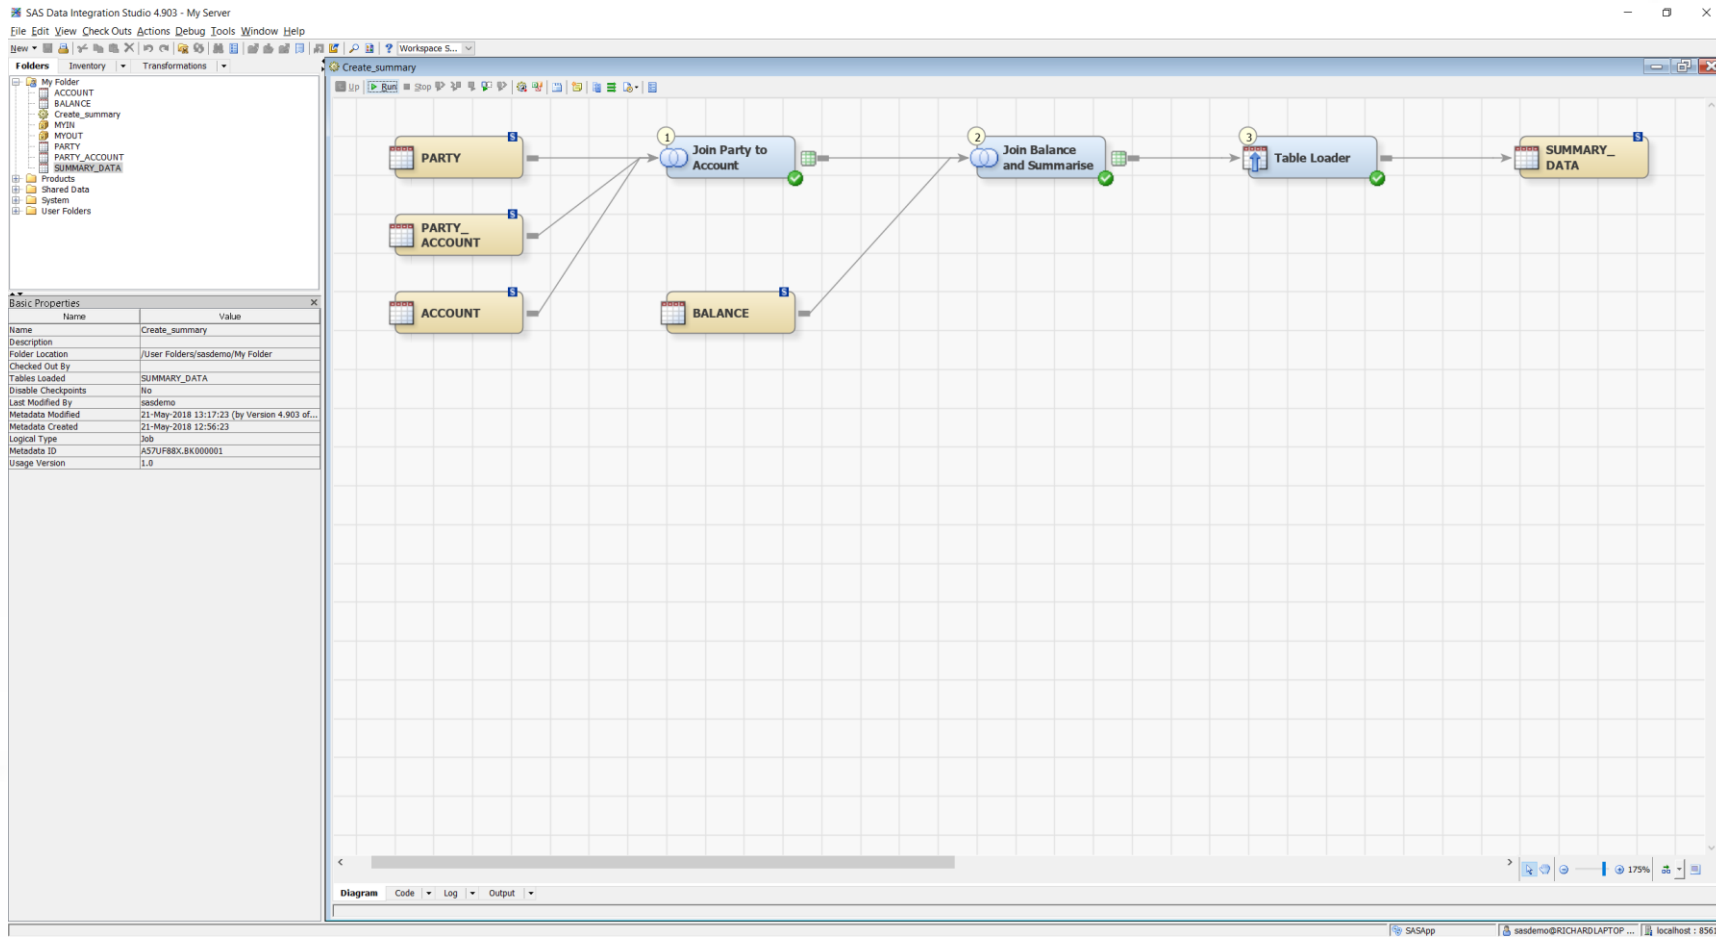 SAS Data Integration Studio 4.903 - My Server
File Edit View Check Outs Actions Debug Tools Window Help
New Workspace S...
Folders Inventory Transformations
My Folder
ACCOUNT
BALANCE
Create_summary
MYIN
MYOUT
PARTY
PARTY_ACCOUNT
SUMMARY_DATA
Products
Shared Data
System
User Folders
Basic Properties
Name Value
Name Create_summary
Description
Folder Location /User Folders/sasdemo/My Folder
Checked Out By
Tables Loaded SUMMARY_DATA
Disable Checkpoints No
Last Modified By sasdemo
Metadata Modified 21-May-2018 13:17:23 (by Version 4.903 of...
Metadata Created 21-May-2018 12:56:23
Logical Type Job
Metadata ID A57UF88X.BK000001
Usage Version 1.0
Create_summary
Up Run Stop
PARTY
PARTY_
ACCOUNT
ACCOUNT
1
Join Party to
Account
BALANCE
2
Join Balance
and Summarise
3
Table Loader
SUMMARY_
DATA
175%
Diagram Code Log Output
SASApp sasdemo@RICHARDLAPTOP ... localhost : 8561